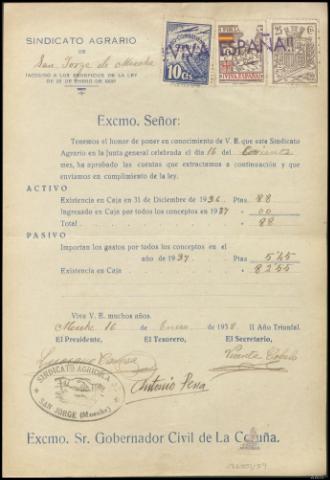 SINDICATO AGRARIO
DE
San Jorge de Moeche
(ACOGIDO A LOS BENEFICIOS DE LA LEY
DE 28 DE ENERO DE 1906)
10 Cts
¡VIVA ESPAÑA!!
VIVA ESPAÑA
25
Excmo. Señor:
Tenemos el honor de poner en conocimiento de V. E. que este Sindicato
Agrario en la Junta general celebrada el día 16 del corriente
mes, ha aprobado las cuentas que extractamos a continuación y que
enviamos en cumplimiento de la ley.
ACTIVO
Existencia en Caja en 31 de Diciembre de 1936. Ptas 88
Ingresado en Caja por todos los conceptos en 1937 » 00
Total » 88
PASIVO
Importan los gastos por todos los conceptos en el
año de 1937. Ptas 5'45
Existencia en Caja » 82'55
Viva V. E. muchos años.
Moeche 16 de Enero de 1938 II Año Triunfal.
El Presidente, El Tesorero, El Secretario,
Antonio Pena
Vicente
SINDICATO AGRICOLA
SAN JORGE (Moeche)
Excmo. Sr. Gobernador Civil de La Coruña.